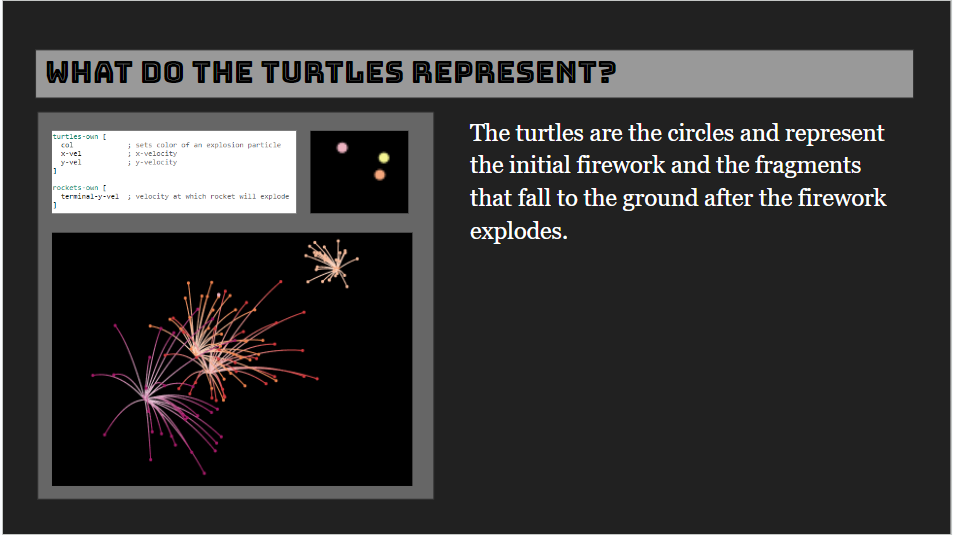 WHAT DO THE TURTLES REPRESENT?
turtles-own [
  col              ; sets color of an explosion particle
  x-vel            ; x-velocity
  y-vel            ; y-velocity
]
rockets-own [
  terminal-y-vel  ; velocity at which rocket will explode
]
The turtles are the circles and represent
the initial firework and the fragments
that fall to the ground after the firework
explodes.